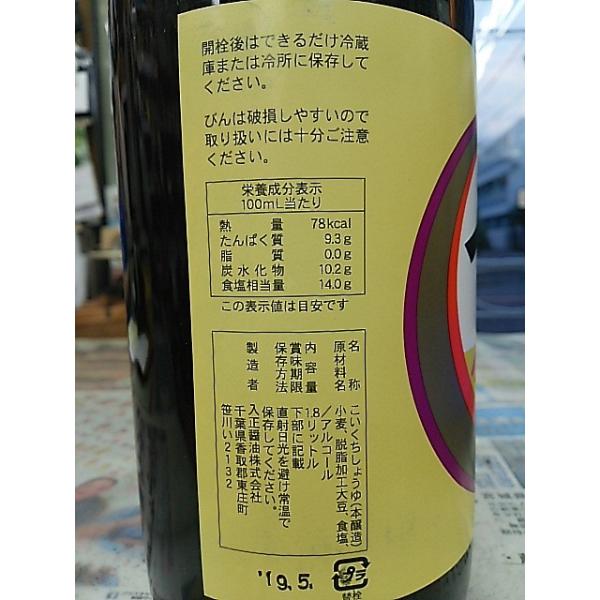 開栓後はできるだけ冷蔵
庫または冷所に保存して
ください。
びんは破損しやすいので
取り扱いには十分ご注意
ください。
栄養成分表示
100mL当たり
熱量 78kcal
たんぱく質 9.3g
脂質 0.0g
炭水化物 10.2g
食塩相当量 14.0g
この表示値は目安です
名称 こいくちしょうゆ(本醸造)
原材料名 小麦、脱脂加工大豆、食塩、
/アルコール
内容量 1.8リットル
賞味期限 下部に記載
保存方法 直射日光を避け常温で
保存してください。
製造者 入正醤油株式会社
千葉県香取郡東庄町
笹川い2132
'19.5.
プラ
替栓